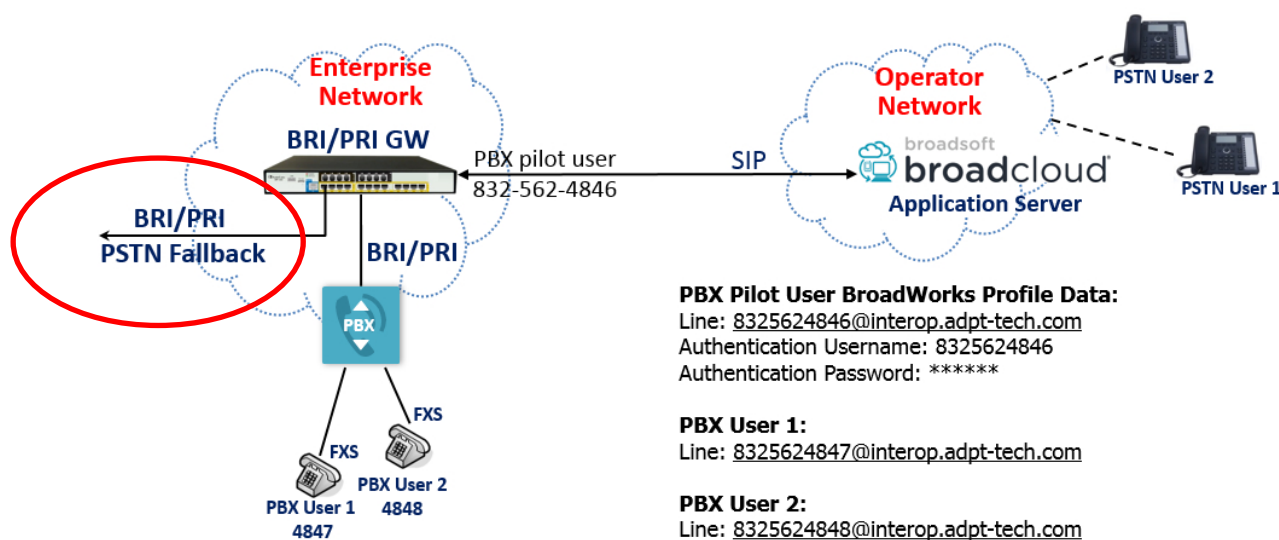 Enterprise
Network
BRI/PRI GW
PBX pilot user
832-562-4846
SIP
Operator
Network
broadsoft
broadcloud
Application Server
PSTN User 2
PSTN User 1
BRI/PRI
PSTN Fallback
BRI/PRI
PBX
FXS
FXS
PBX User 1
4847
PBX User 2
4848
PBX Pilot User BroadWorks Profile Data:
Line: 8325624846@interop.adpt-tech.com
Authentication Username: 8325624846
Authentication Password: ******
PBX User 1:
Line: 8325624847@interop.adpt-tech.com
PBX User 2:
Line: 8325624848@interop.adpt-tech.com